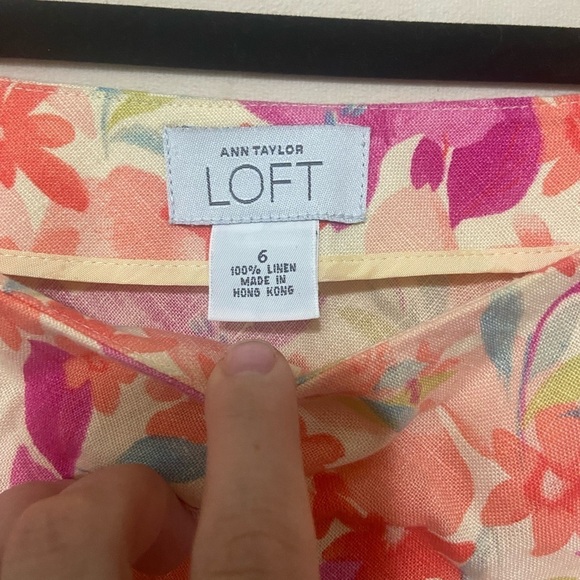 ANN TAYLOR
LOFT
6
100% LINEN
MADE IN
HONG KONG